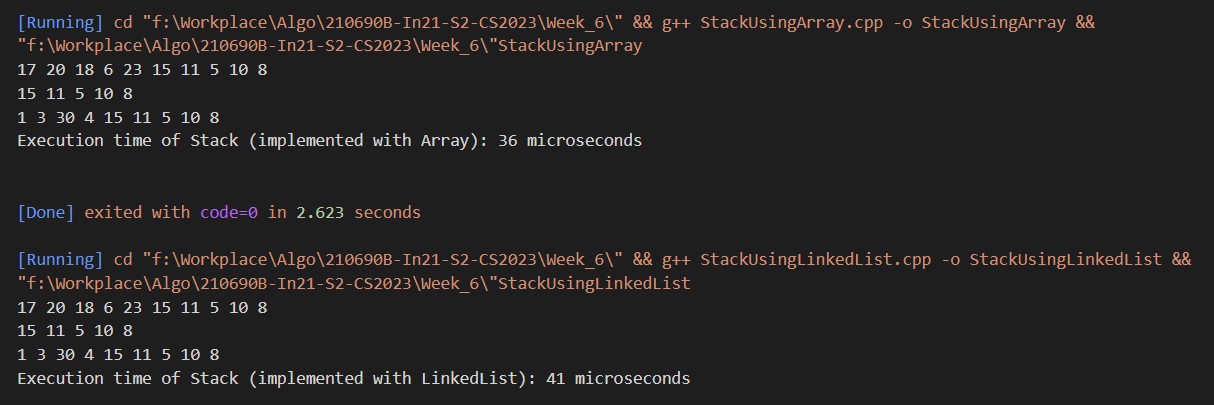 [Running] cd "f:\Workplace\Algo\210690B-In21-S2-CS2023\Week_6\" && g++ StackUsingArray.cpp -o StackUsingArray &&
"f:\Workplace\Algo\210690B-In21-S2-CS2023\Week_6\"StackUsingArray
17 20 18 6 23 15 11 5 10 8
15 11 5 10 8
1 3 30 4 15 11 5 10 8
Execution time of Stack (implemented with Array): 36 microseconds
[Done] exited with code=0 in 2.623 seconds
[Running] cd "f:\Workplace\Algo\210690B-In21-S2-CS2023\Week_6\" && g++ StackUsingLinkedList.cpp -o StackUsingLinkedList &&
"f:\Workplace\Algo\210690B-In21-S2-CS2023\Week_6\"StackUsingLinkedList
17 20 18 6 23 15 11 5 10 8
15 11 5 10 8
1 3 30 4 15 11 5 10 8
Execution time of Stack (implemented with LinkedList): 41 microseconds